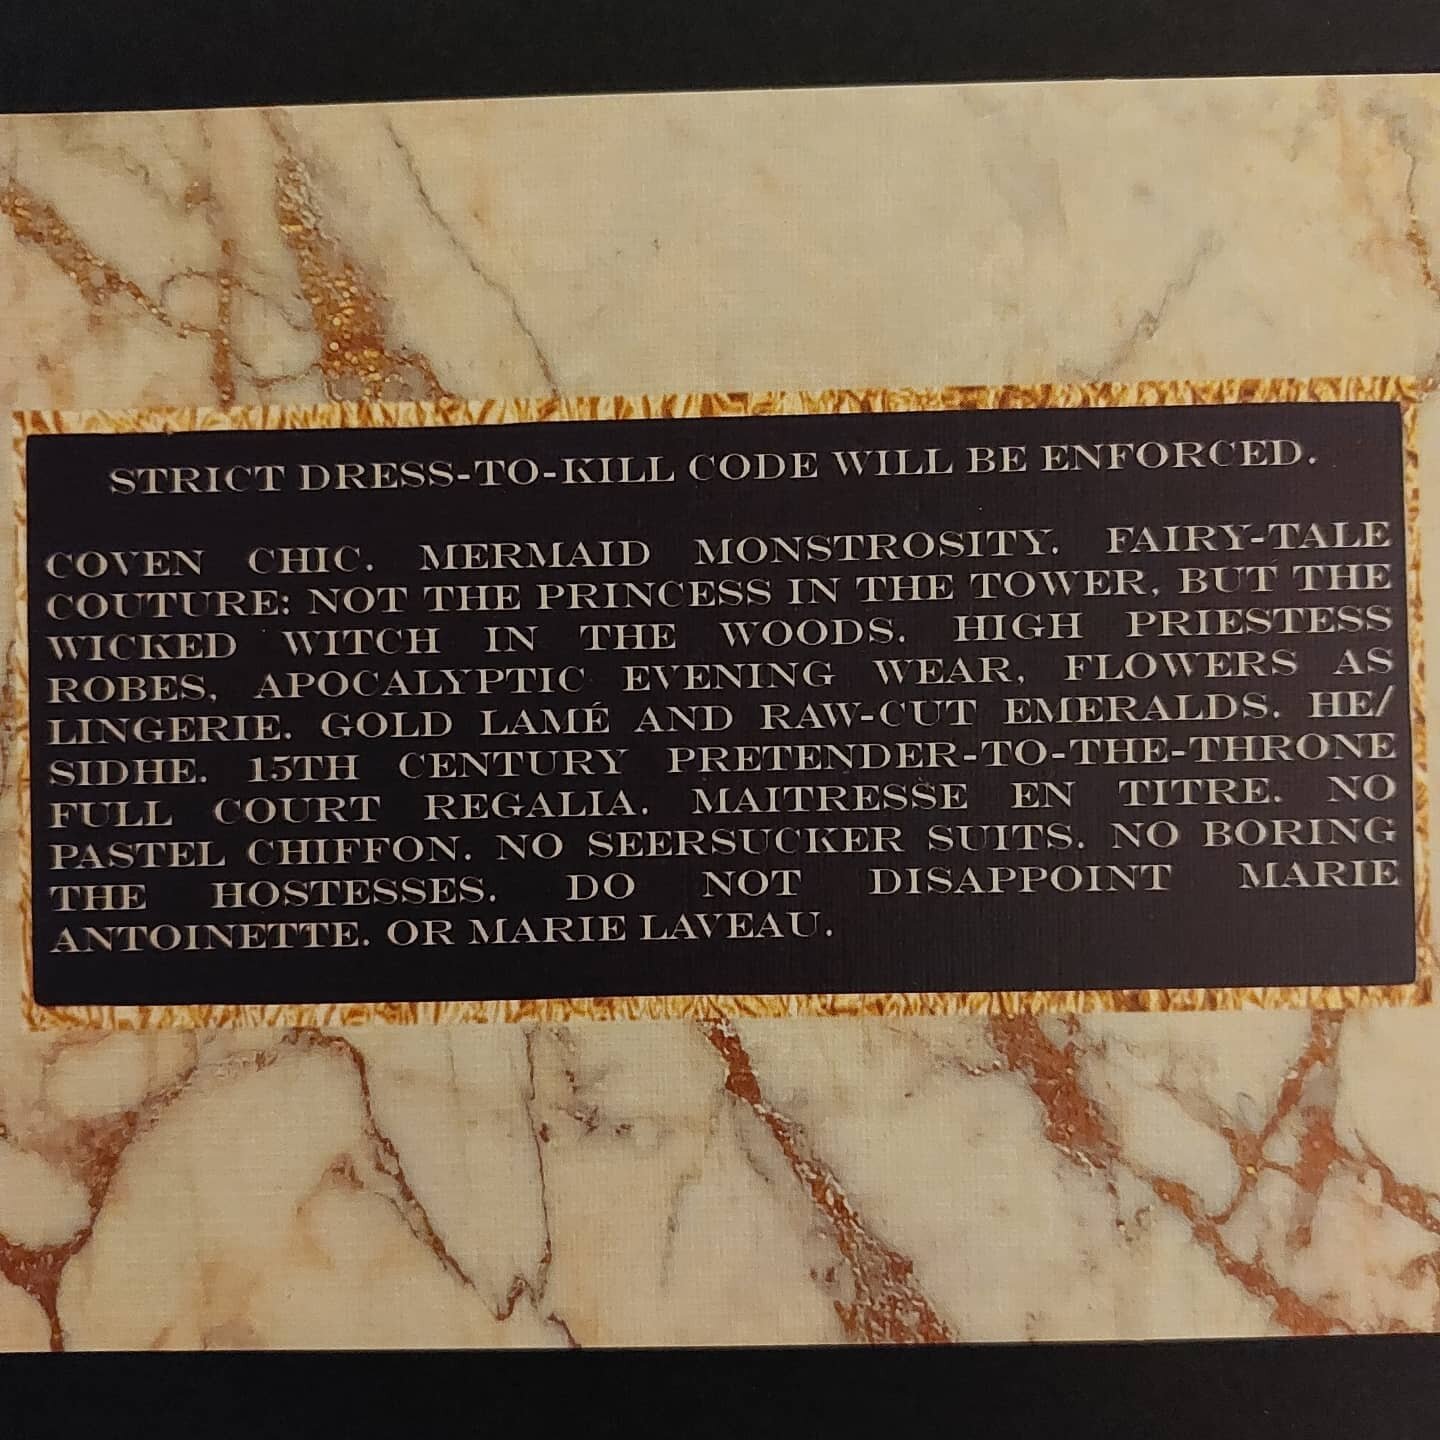 STRICT DRESS-TO-KILL CODE WILL BE ENFORCED.
COVEN CHIC. MERMAID MONSTROSITY. FAIRY-TALE
COUTURE: NOT THE PRINCESS IN THE TOWER, BUT THE
WICKED WITCH IN THE WOODS. HIGH PRIESTESS
ROBES, APOCALYPTIC EVENING WEAR, FLOWERS AS
LINGERIE. GOLD LAMÉ AND RAW-CUT EMERALDS. HE/
SIDHE. 15TH CENTURY PRETENDER-TO-THE-THRONE
FULL COURT REGALIA. MAITRESSE EN TITRE. NO
PASTEL CHIFFON. NO SEERSUCKER SUITS. NO BORING
THE HOSTESSES. DO NOT DISAPPOINT MARIE
ANTOINETTE. OR MARIE LAVEAU.